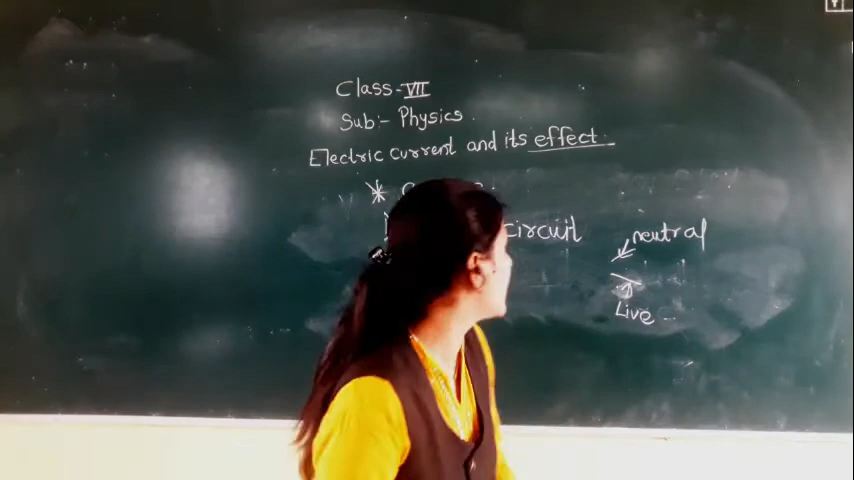 Class-VII
Sub:- Physics
Electric current and its effect.
circuit
neutral
Live